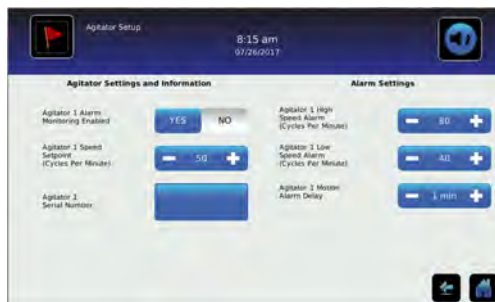 Agitator Setup
8:15 am
07/26/2017
Agitator Settings and Information
Alarm Settings
Agitator 1 Alarm
Monitoring Enabled
YES
NO
Agitator 1 High
Speed Alarm
(Cycles Per Minute)
80
Agitator 1 Speed
Setpoint
(Cycles Per Minute)
50
Agitator 1 Low
Speed Alarm
(Cycles Per Minute)
40
Agitator 1
Serial Number
Agitator 1 Motion
Alarm Delay
1 min